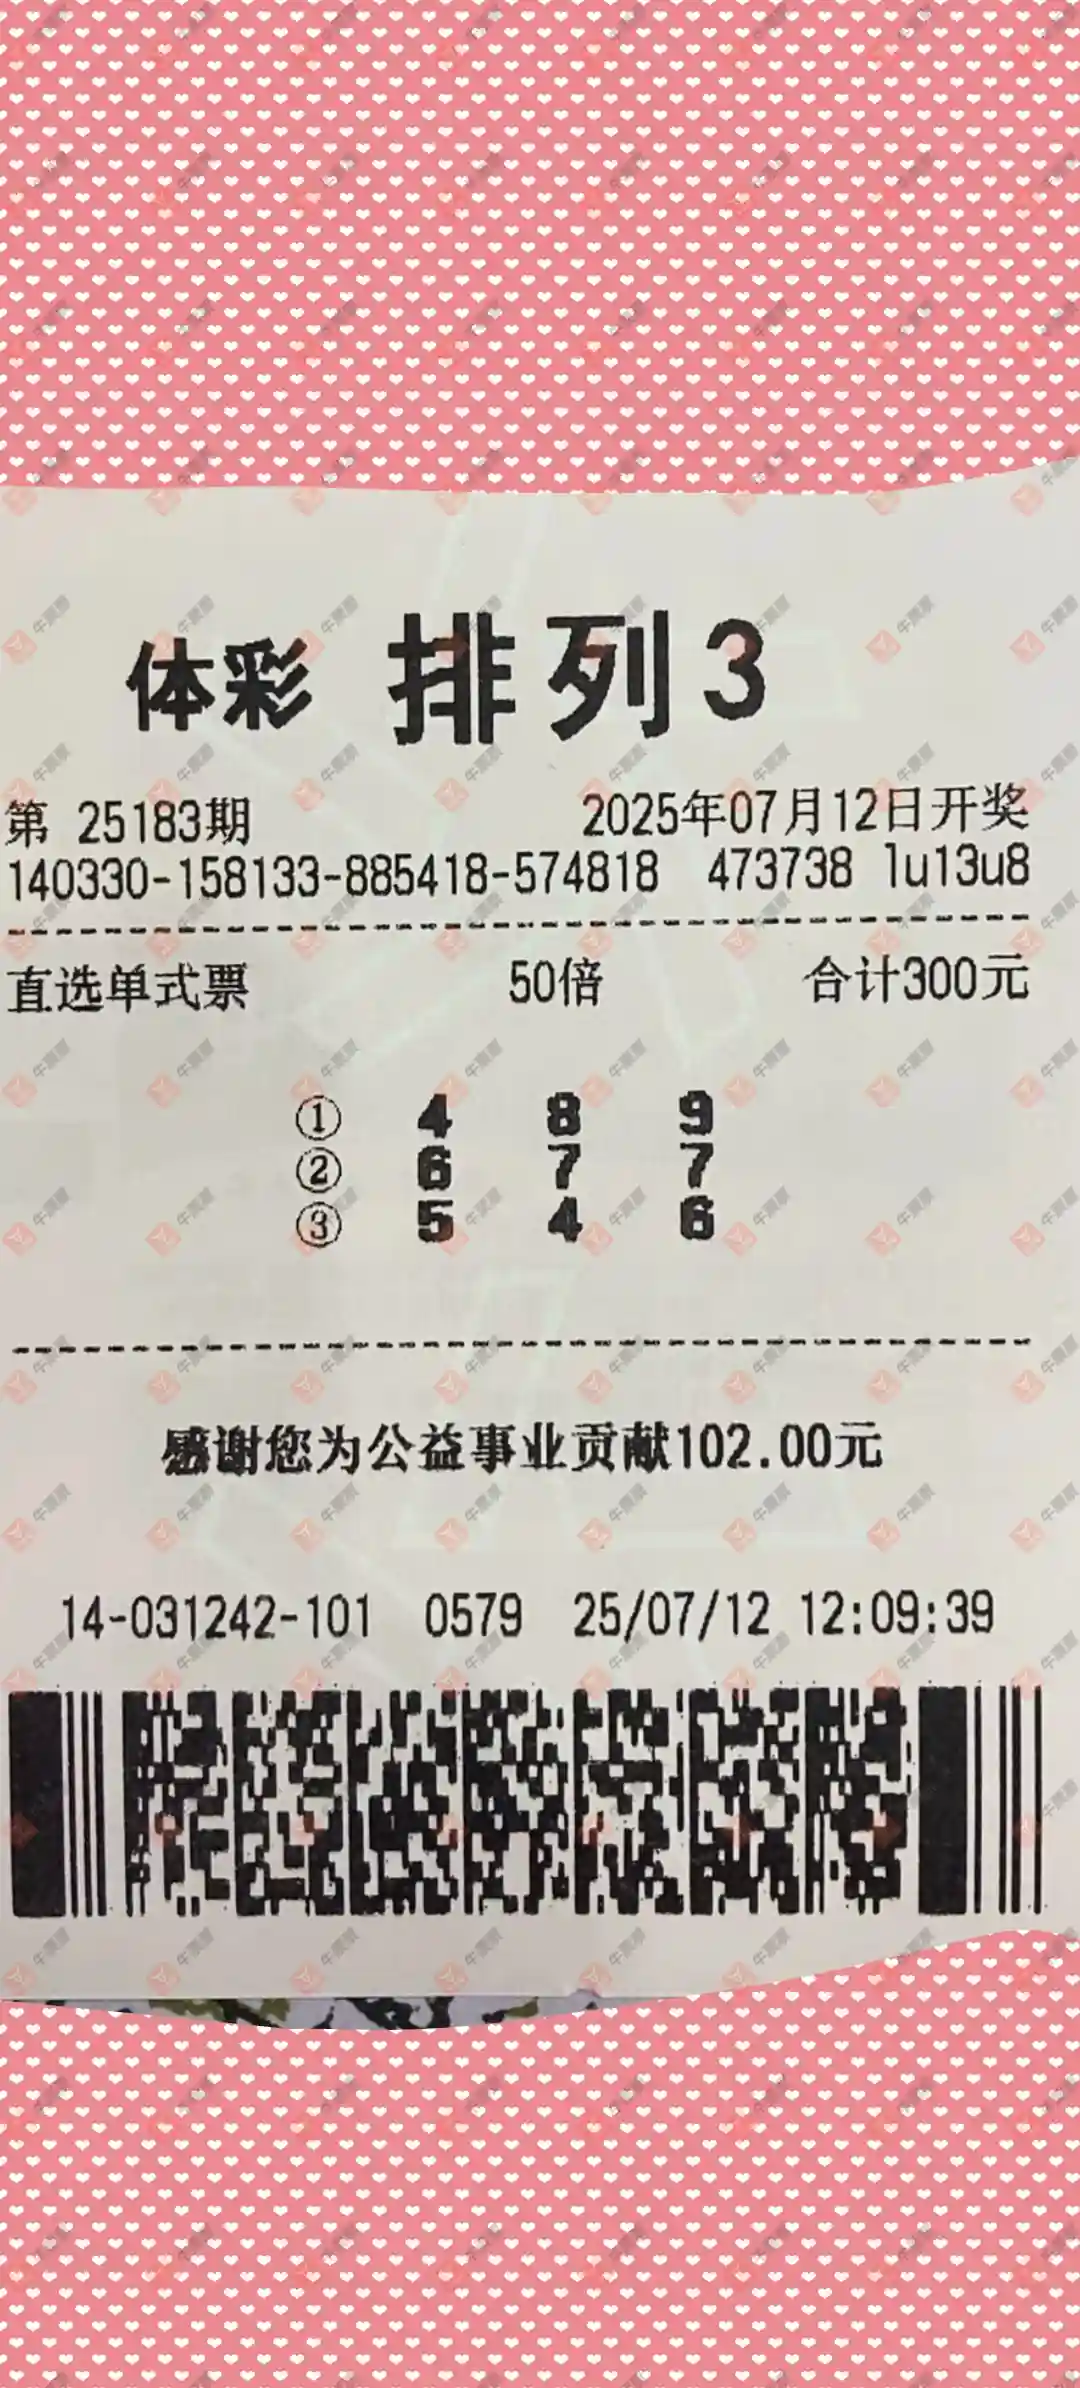 体彩 排列3
第 25183期 2025年07月12日开奖
140330-158133-885418-574818 473738 lu13u8
直选单式票 50倍 合计300元
① 4 8 9
② 6 7 7
③ 5 4 6
感谢您为公益事业贡献102.00元
14-031242-101 0579 25/07/12 12:09:39